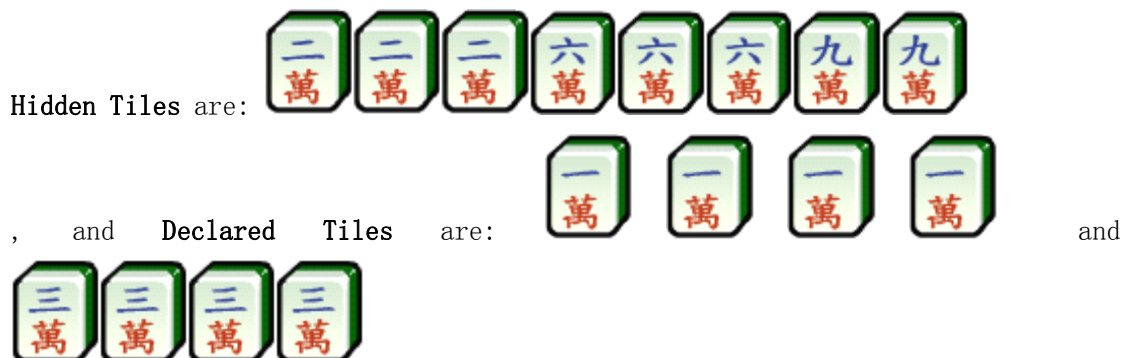 Hidden Tiles are: 二萬 二萬 二萬 六萬 六萬 六萬 九萬 九萬
, and Declared Tiles are: 一萬 一萬 一萬 一萬 and
三萬 三萬 三萬 三萬